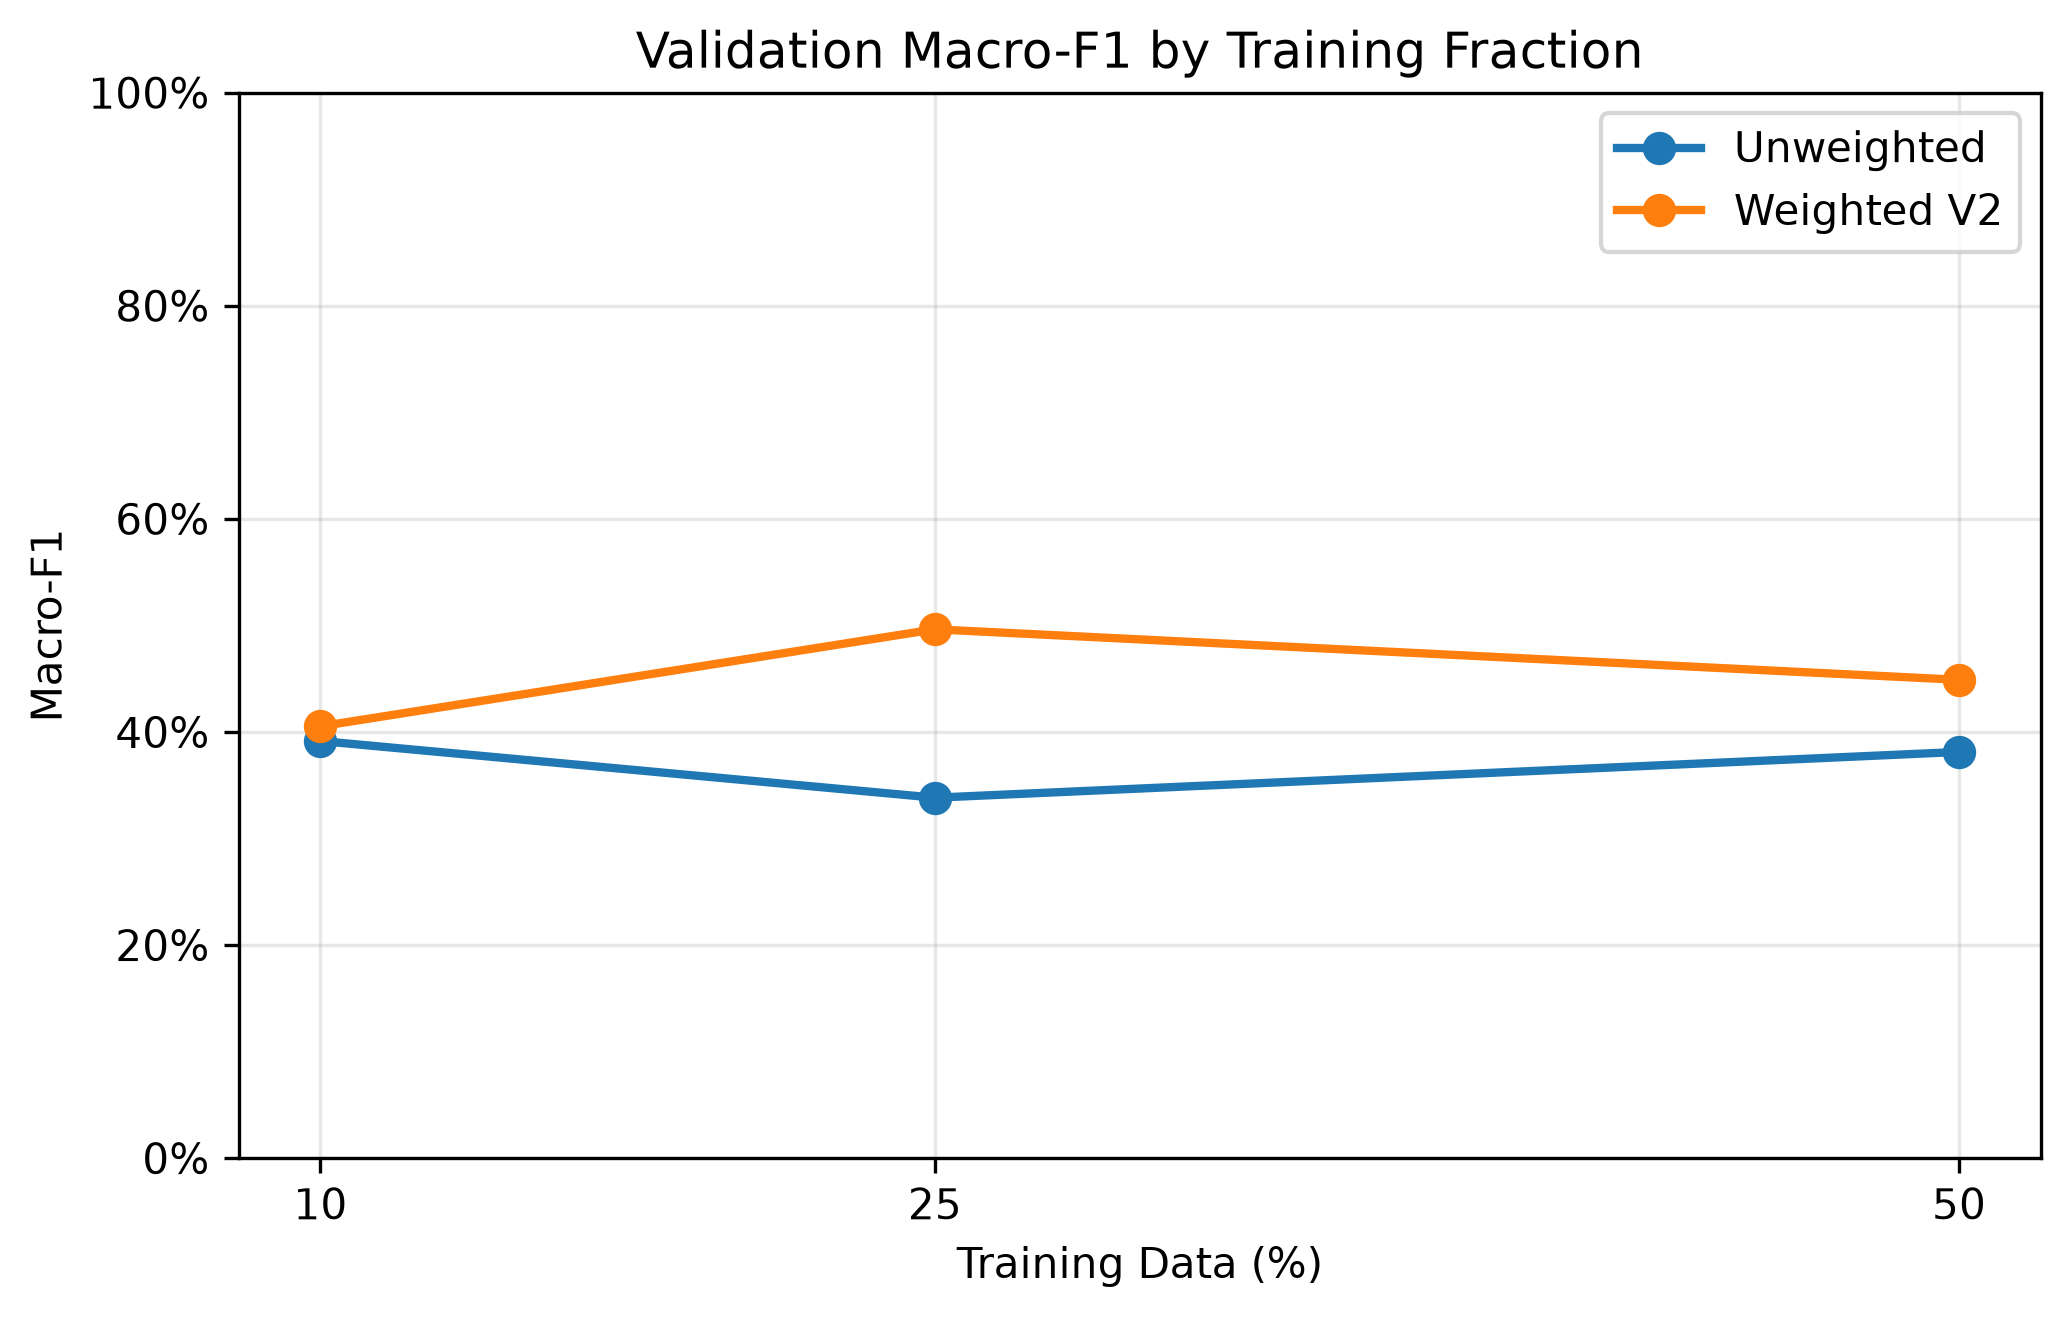 Validation Macro-F1 by Training Fraction
100%
80%
60%
40%
20%
0%
Macro-F1
Unweighted
Weighted V2
10
25
50
Training Data (%)